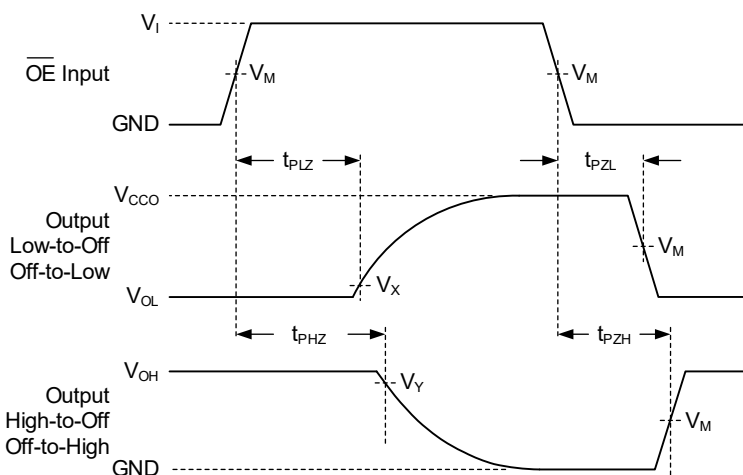 V_I
O̅E̅ Input
V_M
V_M
GND
t_PLZ
t_PZL
V_CCO
Output
Low-to-Off
Off-to-Low
V_M
V_X
V_OL
t_PHZ
t_PZH
V_OH
V_Y
Output
High-to-Off
Off-to-High
V_M
GND